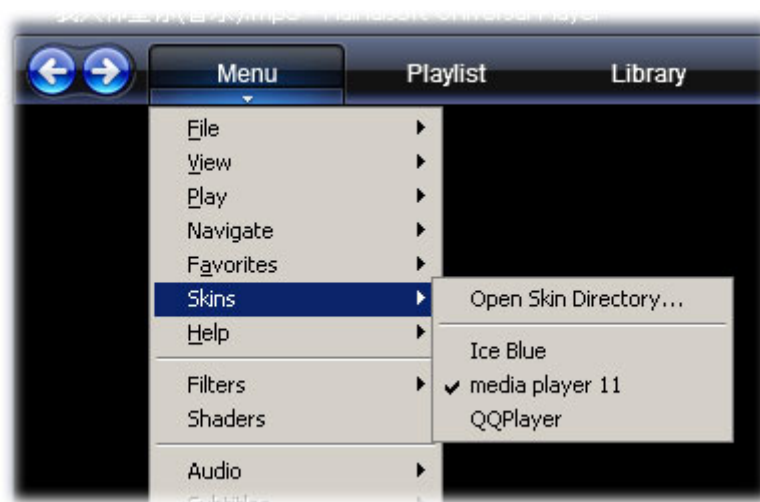 Menu Playlist Library
File
View
Play
Navigate
Favorites
Skins
Help
Filters
Shaders
Audio
Open Skin Directory...
Ice Blue
media player 11
QQPlayer